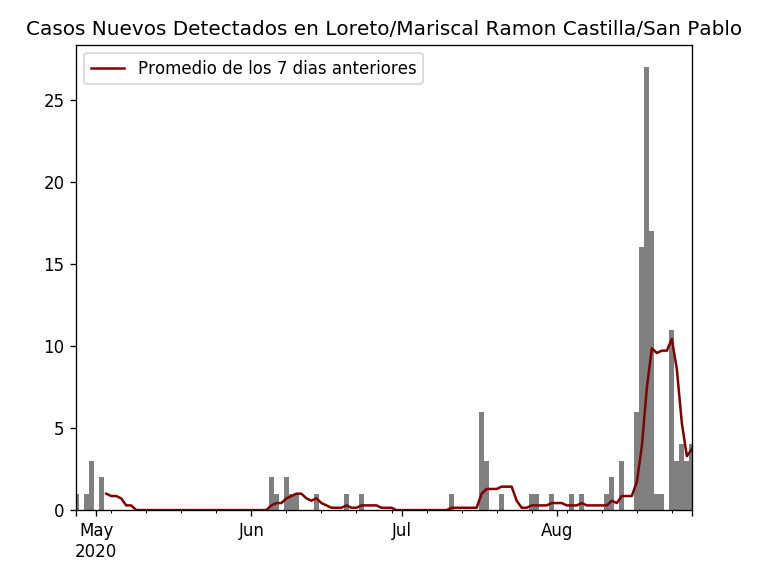 Casos Nuevos Detectados en Loreto/Mariscal Ramon Castilla/San Pablo
Promedio de los 7 dias anteriores
25
20
15
10
5
0
May Jun Jul Aug
2020